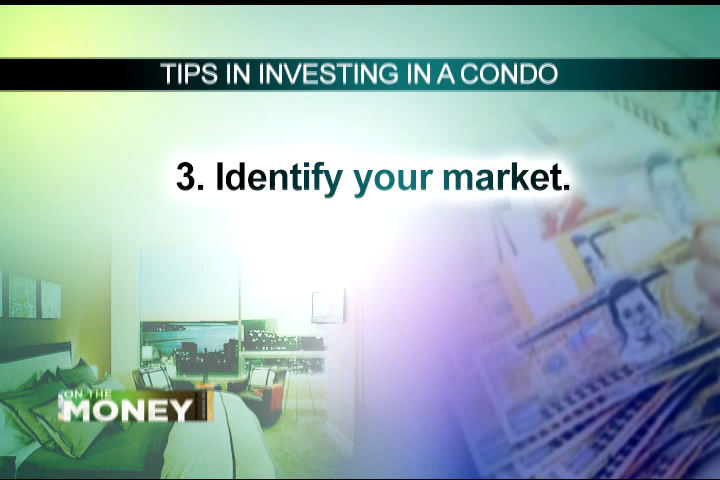 TIPS IN INVESTING IN A CONDO
3. Identify your market.
ON THE
MONEY